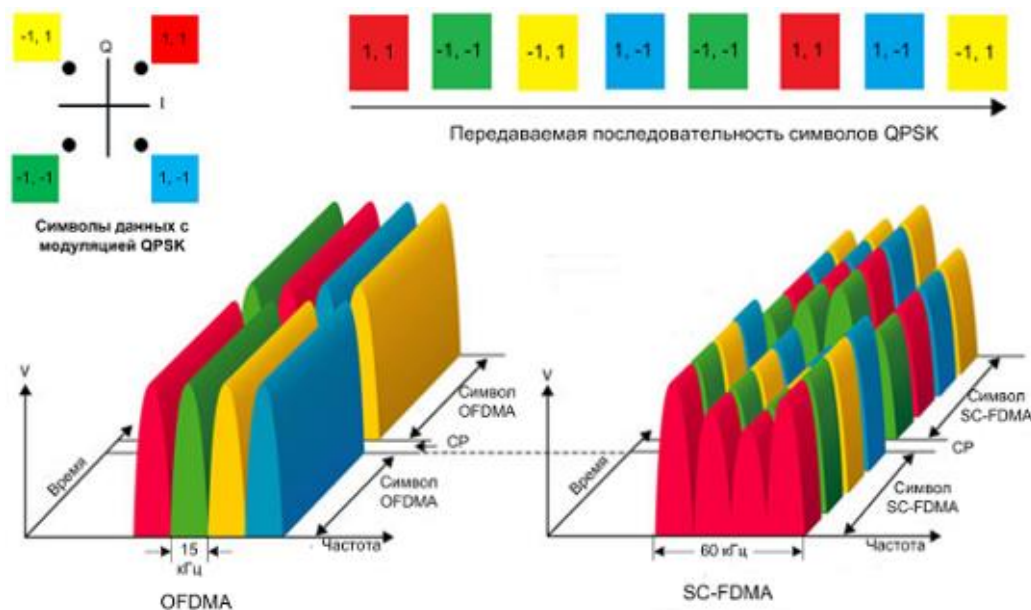 -1, 1
1, 1
Q
I
-1, -1
1, -1
Символы данных с
модуляцией QPSK
1, 1
-1, -1
-1, 1
1, -1
-1, -1
1, 1
1, -1
-1, 1
Передаваемая последовательность символов QPSK
V
Время
Символ
OFDMA
CP
Символ
OFDMA
Частота
15
кГц
OFDMA
V
Время
Символ
SC-FDMA
CP
Символ
SC-FDMA
Частота
60 кГц
SC-FDMA